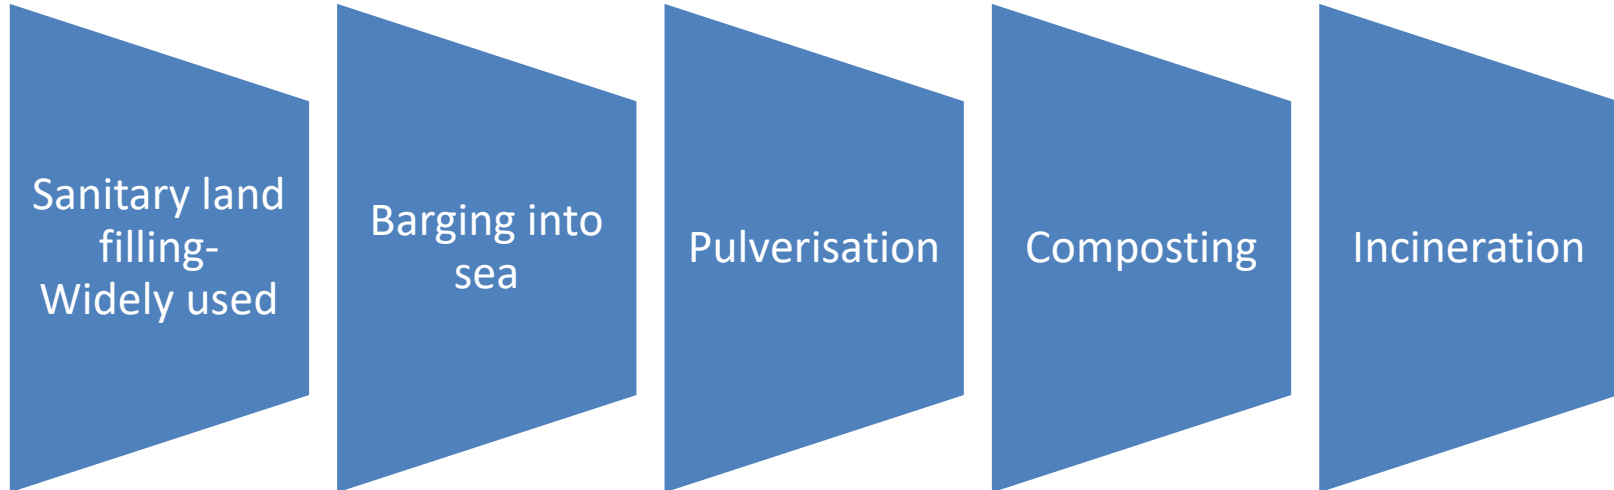 Sanitary land
filling-
Widely used
Barging into
sea
Pulverisation
Composting
Incineration